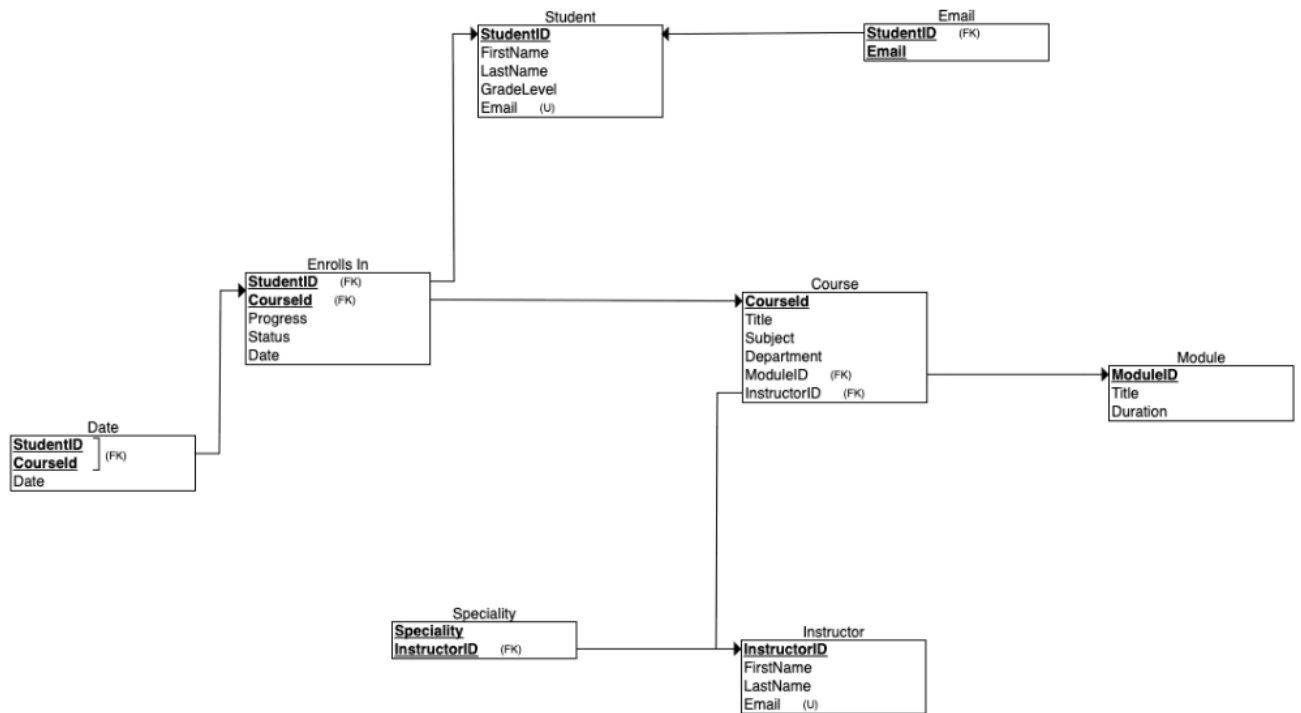 Student
StudentID
FirstName
LastName
GradeLevel
Email (U)
Email
StudentID (FK)
Email
Enrolls In
StudentID (FK)
CourseId (FK)
Progress
Status
Date
Course
CourseId
Title
Subject
Department
ModuleID (FK)
InstructorID (FK)
Module
ModuleID
Title
Duration
Date
StudentID
CourseId
(FK)
Date
Speciality
Speciality
InstructorID (FK)
Instructor
InstructorID
FirstName
LastName
Email (U)